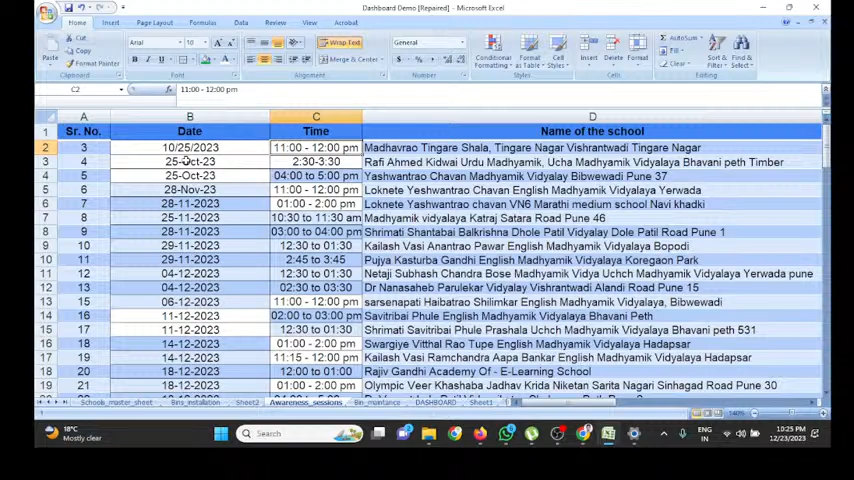 Dashboard Demo [Repaired] - Microsoft Excel
Home Insert Page Layout Formulas Data Review View Acrobat
Cut
Copy
Paste
Clipboard
Arial 10
Font
Wrap Text
Merge & Center
Alignment
General
Number
Conditional Formatting
Format as Table
Cell Styles
Styles
Insert Delete Format
Cells
AutoSum
Fill
Clear
Sort & Filter
Find & Select
Editing
C2 11:00 - 12:00 pm
A B C D
1 Sr. No. Date Time Name of the school
2 3 10/25/2023 11:00 - 12:00 pm Madhavrao Tingare Shala, Tingare Nagar Vishrantwadi Tingare Nagar
3 4 25-Oct-23 2:30-3:30 Rafi Ahmed Kidwai Urdu Madhyamik, Ucha Madhyamik Vidyalaya Bhavani peth Timber
4 5 25-Oct-23 04:00 to 5:00 pm Yashwantrao Chavan Madhyamik Vidyalay Bibwewadi Pune 37
5 6 28-Nov-23 11:00 - 12:00 pm Loknete Yeshwantrao Chavan English Madhyamik Vidyalaya Yerwada
6 7 28-11-2023 01:00 - 2:00 pm Loknete Yeshwantrao chavan VN6 Marathi medium school Navi khadki
7 8 28-11-2023 10:30 to 11:30 am Madhyamik vidyalaya Katraj Satara Road Pune 46
8 9 28-11-2023 03:00 to 04:00 pm Shrimati Shantabai Balkrishna Dhole Patil Vidyalay Dole Patil Road Pune 1
9 10 29-11-2023 12:30 to 01:30 Kailash Vasi Anantrao Pawar English Madhyamik Vidyalaya Bopodi
10 11 29-11-2023 2:45 to 3:45 Pujya Kasturba Gandhi English Madhyamik Vidyalaya Koregaon Park
11 12 04-12-2023 12:30 to 01:30 Netaji Subhash Chandra Bose Madhyamik Vidya Uchch Madhyamik Vidyalaya Yerwada pune
12 13 04-12-2023 02:30 to 03:30 Dr Nanasaheb Parulekar Vidyalay Vishrantwadi Alandi Road Pune 15
13 15 06-12-2023 11:00 - 12:00 pm sarsenapati Haibatrao Shilimkar English Madhyamik Vidyalaya, Bibwewadi
14 16 11-12-2023 02:00 to 03:00 pm Savitribai Phule English Madhyamik Vidyalaya Bhavani Peth
15 17 11-12-2023 12:30 to 01:30 Shrimati Savitribai Phule Prashala Uchch Madhyamik Vidyalaya Bhavani peth 531
16 18 14-12-2023 01:00 - 2:00 pm Swargiye Vitthal Rao Tupe English Madhyamik Vidyalaya Hadapsar
17 19 14-12-2023 11:15 - 12:00 pm Kailash Vasi Ramchandra Aapa Bankar English Madhyamik Vidyalaya Hadapsar
18 20 18-12-2023 12:00 to 01:00 Rajiv Gandhi Academy Of - E-Learning School
19 21 18-12-2023 01:00 - 2:00 pm Olympic Veer Khashaba Jadhav Krida Niketan Sarita Nagari Sinhagad Road Pune 30
Schools_master_sheet Bins_installation Sheet2 Awareness_sessions Bin_maintance DASHBOARD Sheet1
Ready 140%
18°C
Mostly clear
Search
ENG
IN
10:25 PM
12/23/2023